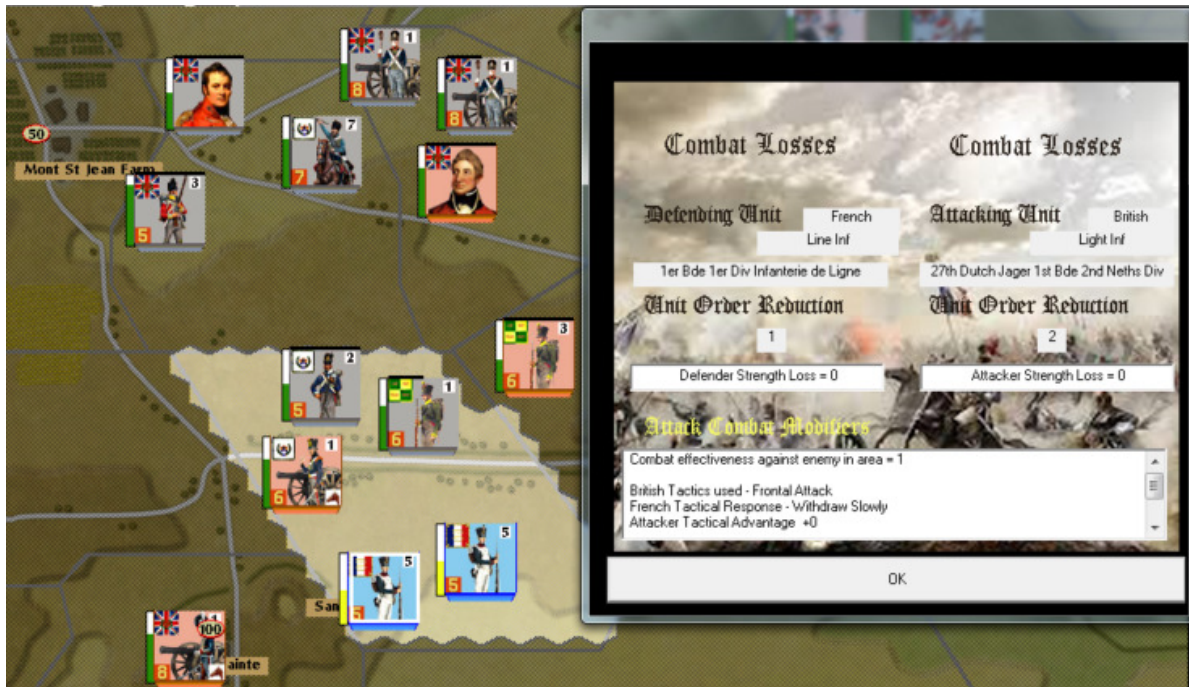 1
8
1
8
7
7
50
Mont St Jean Farm
3
5
3
6
2
5
1
6
1
6
5
5
5
5
San
100
8
ainte
Combat Losses
Combat Losses
Defending Unit French
Attacking Unit British
Line Inf
Light Inf
1er Bde 1er Div Infanterie de Ligne
27th Dutch Jager 1st Bde 2nd Neths Div
Unit Order Reduction
Unit Order Reduction
1
2
Defender Strength Loss = 0
Attacker Strength Loss = 0
Attack Combat Modifiers
Combat effectiveness against enemy in area = 1
British Tactics used - Frontal Attack
French Tactical Response - Withdraw Slowly
Attacker Tactical Advantage +0
OK